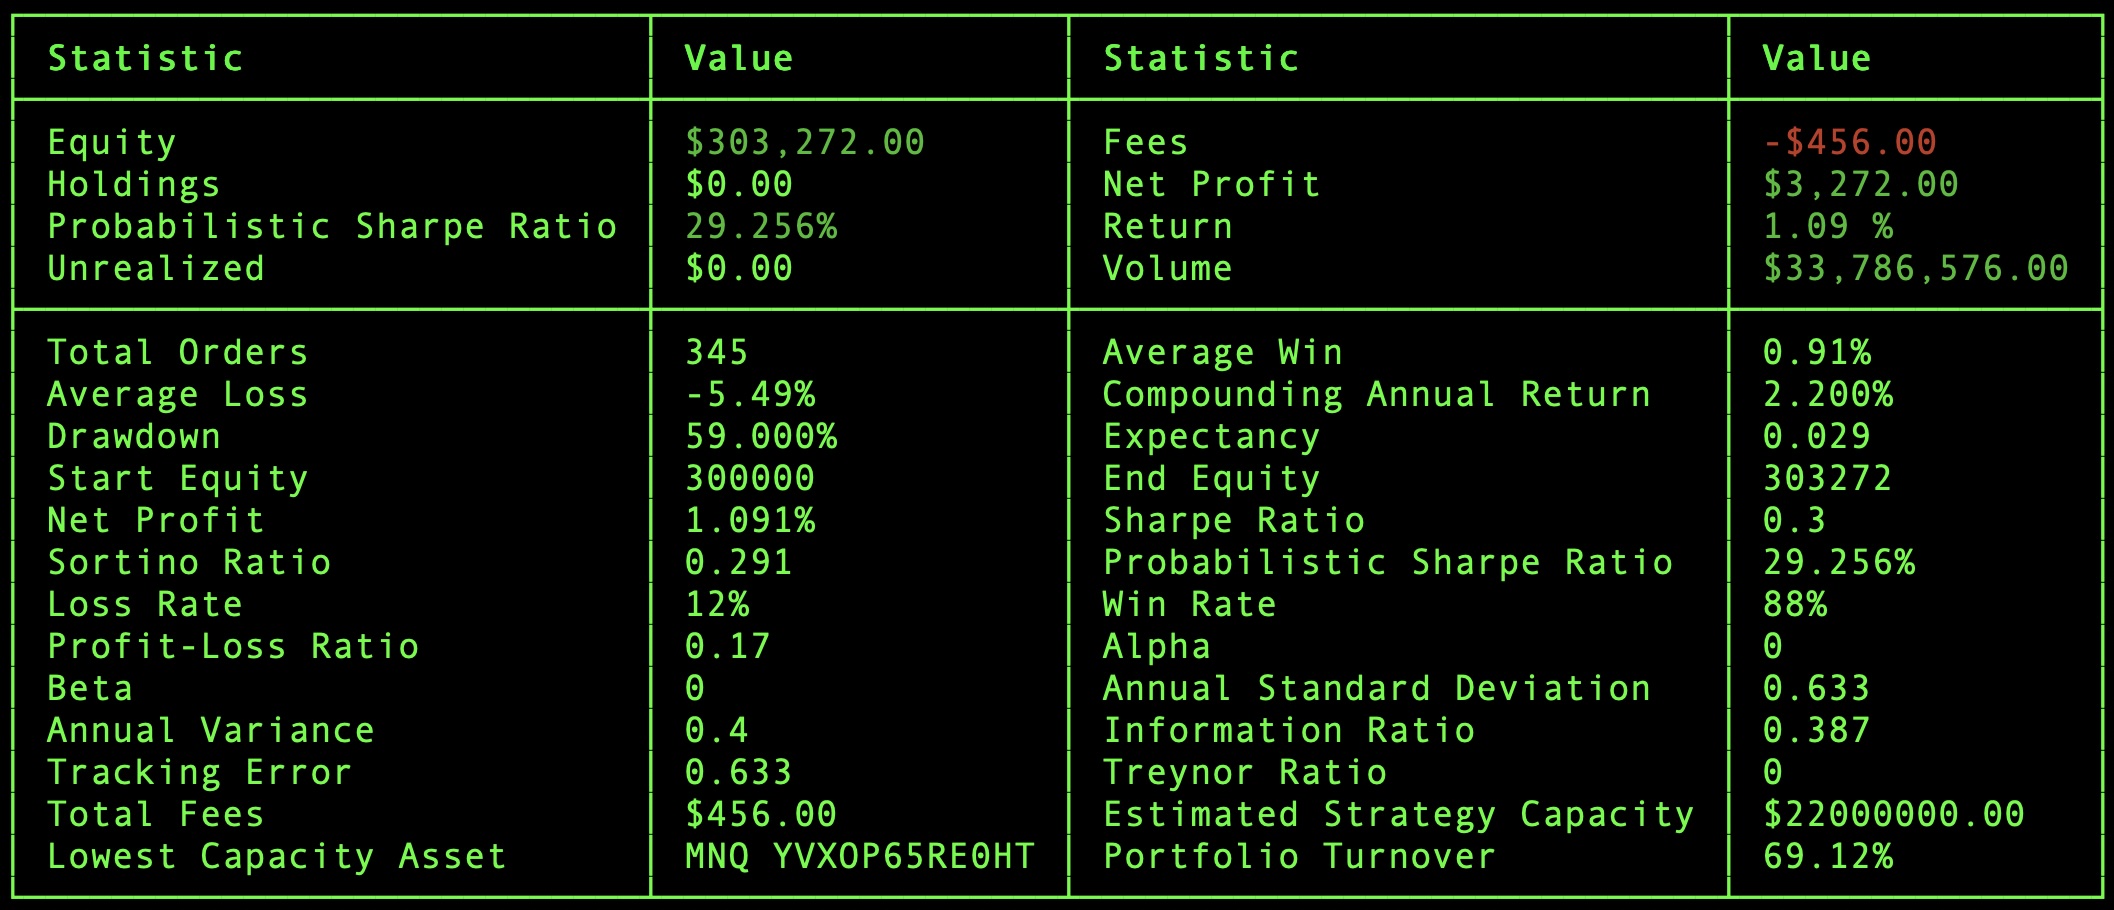 Statistic Value Statistic Value
Equity $303,272.00 Fees -$456.00
Holdings $0.00 Net Profit $3,272.00
Probabilistic Sharpe Ratio 29.256% Return 1.09 %
Unrealized $0.00 Volume $33,786,576.00
Total Orders 345 Average Win 0.91%
Average Loss -5.49% Compounding Annual Return 2.200%
Drawdown 59.000% Expectancy 0.029
Start Equity 300000 End Equity 303272
Net Profit 1.091% Sharpe Ratio 0.3
Sortino Ratio 0.291 Probabilistic Sharpe Ratio 29.256%
Loss Rate 12% Win Rate 88%
Profit-Loss Ratio 0.17 Alpha 0
Beta 0 Annual Standard Deviation 0.633
Annual Variance 0.4 Information Ratio 0.387
Tracking Error 0.633 Treynor Ratio 0
Total Fees $456.00 Estimated Strategy Capacity $22000000.00
Lowest Capacity Asset MNQ YVXOP65RE0HT Portfolio Turnover 69.12%